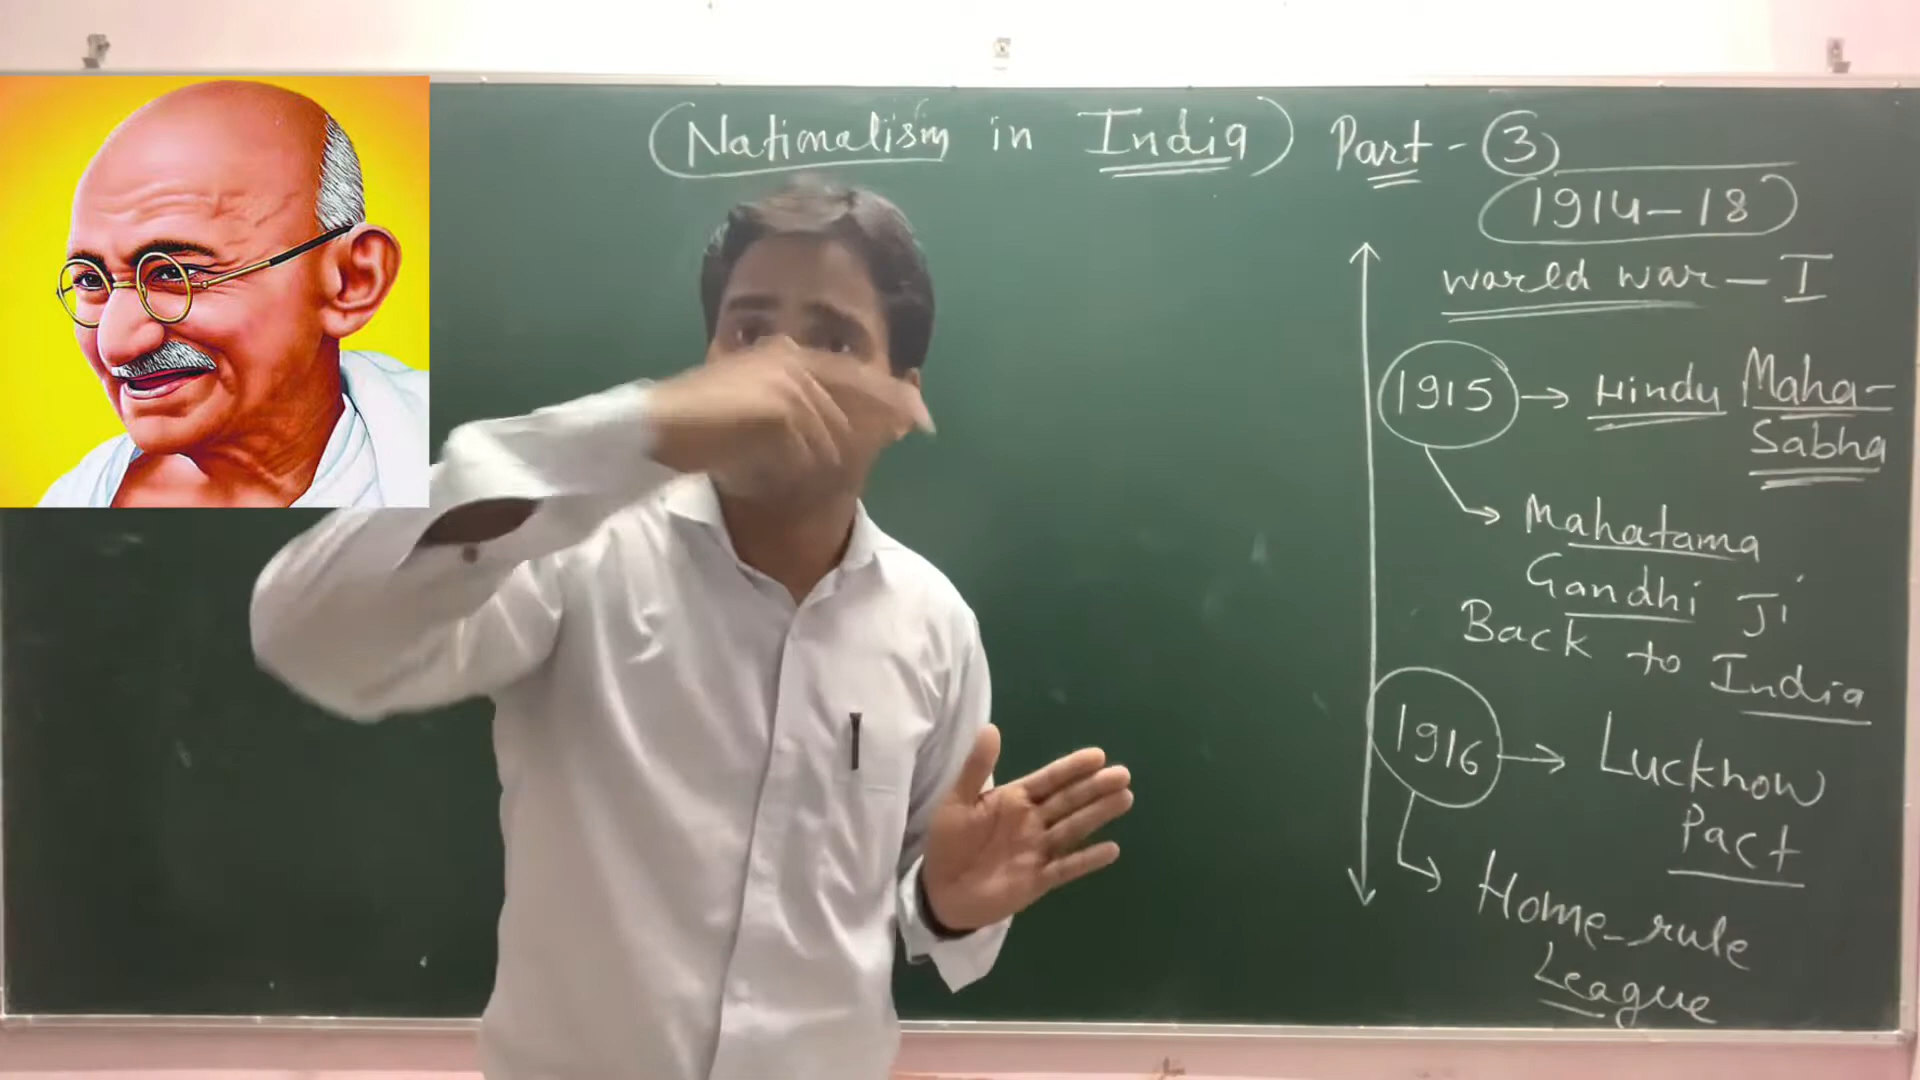 (Nationalism in India) Part - 3
1914-18
world war - I
1915 → Hindu Maha-
Sabha
Mahatama
Gandhi Ji
Back to India
1916 → Lucknow
Pact
Home-rule
League